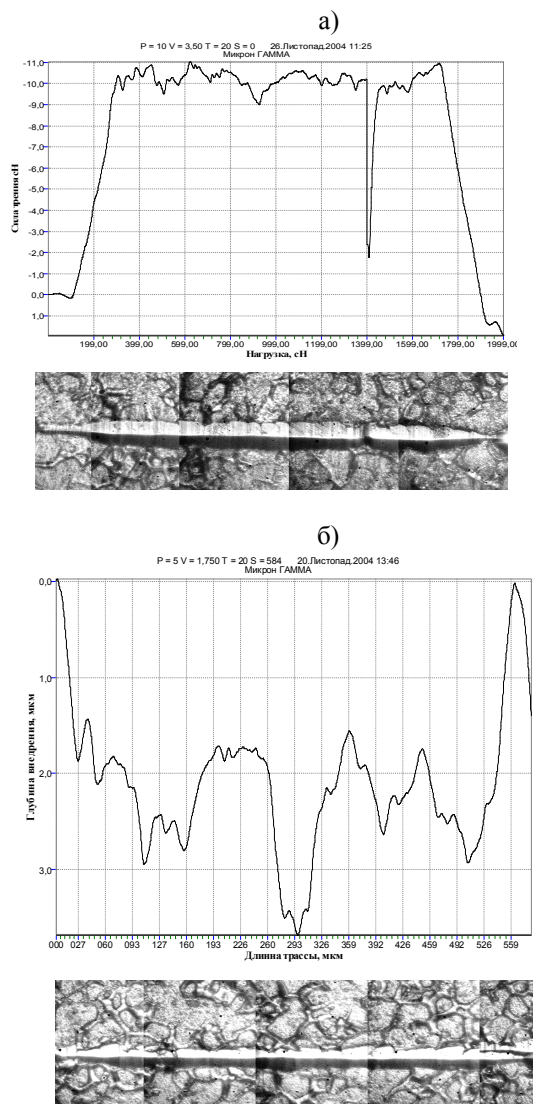 а)
P = 10 V = 3,50 T = 20 S = 0 26.Листопад.2004 11:25
Микрон ГАММА
-11,0
-10,0
-9,0
-8,0
-7,0
-6,0
-5,0
-4,0
-3,0
-2,0
-1,0
0,0
1,0
Сила трения сН
199,00 399,00 599,00 799,00 999,00 1199,00 1399,00 1599,00 1799,00 1999,00
Нагрузка, сН
б)
P = 5 V = 1,750 T = 20 S = 584 20.Листопад.2004 13:46
Микрон ГАММА
0,0
1,0
2,0
3,0
Глубина внедрения, мкм
000 027 060 093 127 160 193 226 260 293 326 359 392 426 459 492 526 559
Длинна трассы, мкм